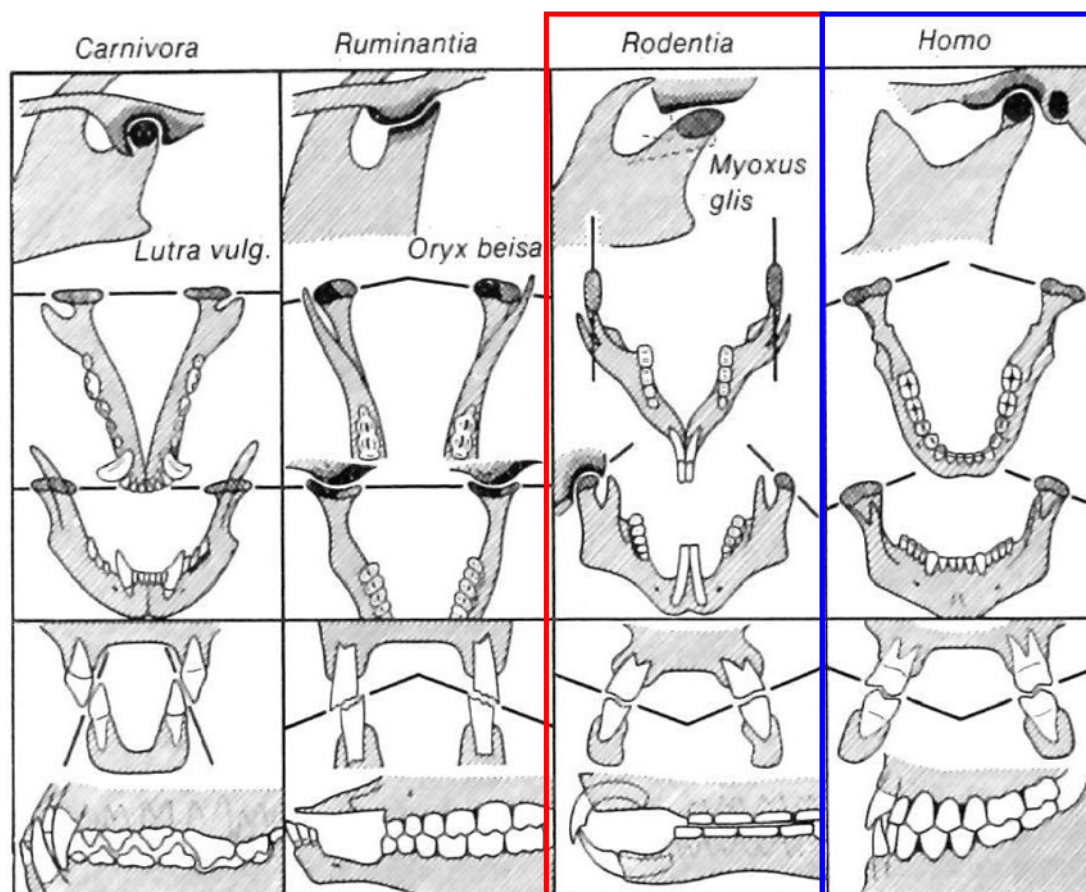 Carnivora
Ruminantia
Rodentia
Homo
Lutra vulg.
Oryx beisa
Myoxus
glis